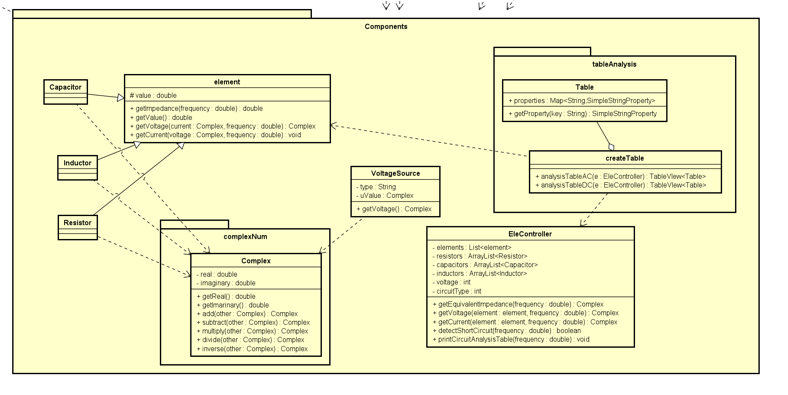 Components
tableAnalysis
Table
+ properties : Map<String,SimpleStringProperty>
+ getProperty(key : String) : SimpleStringProperty
Capacitor
element
# value : double
+ getImpedance(frequency : double) : double
+ getValue() : double
+ getVoltage(current : Complex, frequency : double) : Complex
+ getCurrent(voltage : Complex, frequency : double) : void
createTable
+ analysisTableAC(e : EleController) : TableView<Table>
+ analysisTableDC(e : EleController) : TableView<Table>
Inductor
VoltageSource
- type : String
- uValue : Complex
+ getVoltage() : Complex
Resistor
complexNum
Complex
- real : double
- imaginary : double
+ getReal() : double
+ getImarinary() : double
+ add(other : Complex) : Complex
+ subtract(other : Complex) : Complex
+ multiply(other : Complex) : Complex
+ divide(other : Complex) : Complex
+ inverse(other : Complex) : Complex
EleController
- elements : List<element>
- resistors : ArrayList<Resistor>
- capacitors : ArrayList<Capacitor>
- inductors : ArrayList<Inductor>
- voltage : int
- circuitType : int
+ getEquivalentImpedance(frequency : double) : Complex
+ getVoltage(element : element, frequency : double) : Complex
+ getCurrent(element : element, frequency : double) : Complex
+ detectShortCircuit(frequency : double) : boolean
+ printCircuitAnalysisTable(frequency : double) : void